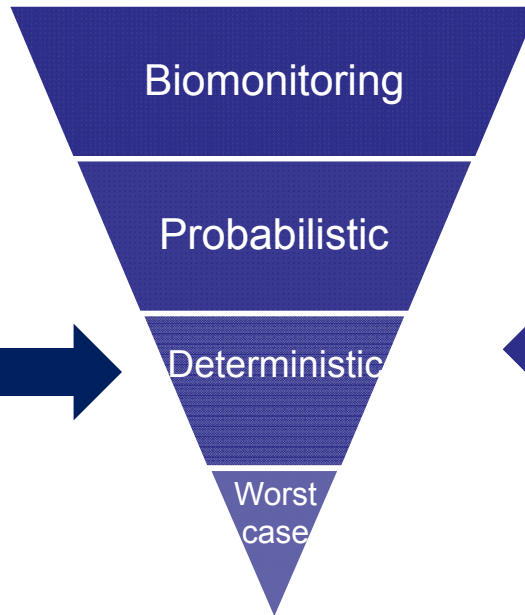 Biomonitoring
Probabilistic
Deterministic
Worst
case